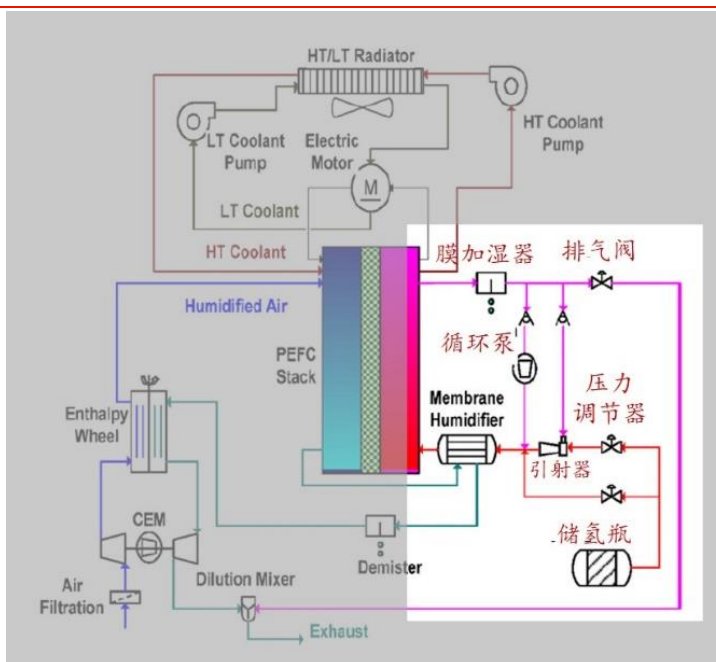 HT/LT Radiator
LT Coolant
Pump
Electric
Motor
HT Coolant
Pump
M
LT Coolant
HT Coolant
膜加湿器
排气阀
Humidified Air
循环泵
PEFC
Stack
压力
调节器
Membrane
Humidifier
Enthalpy
Wheel
引射器
CEM
储氢瓶
Demister
Air
Filtration
Dilution Mixer
Exhaust